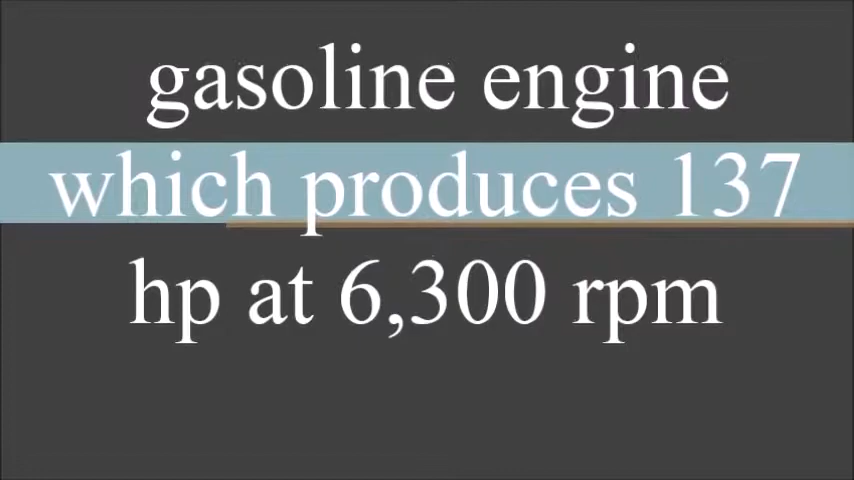 gasoline engine
which produces 137
hp at 6,300 rpm